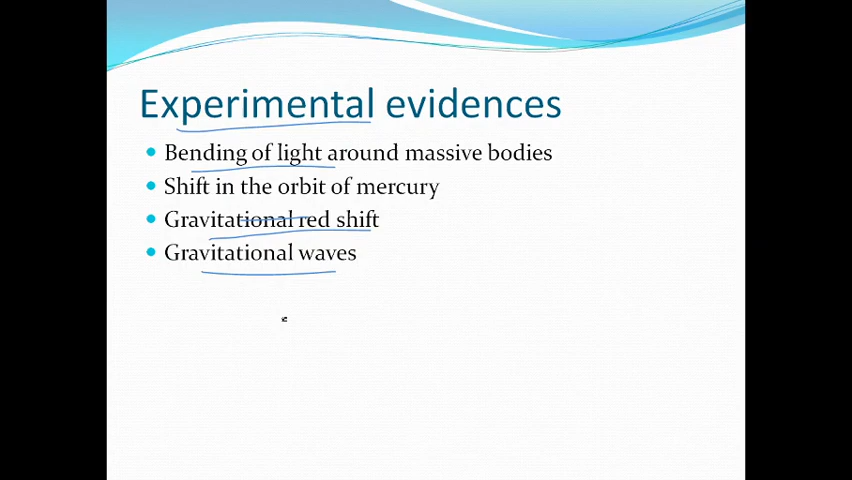 Experimental evidences
Bending of light around massive bodies
Shift in the orbit of mercury
Gravitational red shift
Gravitational waves